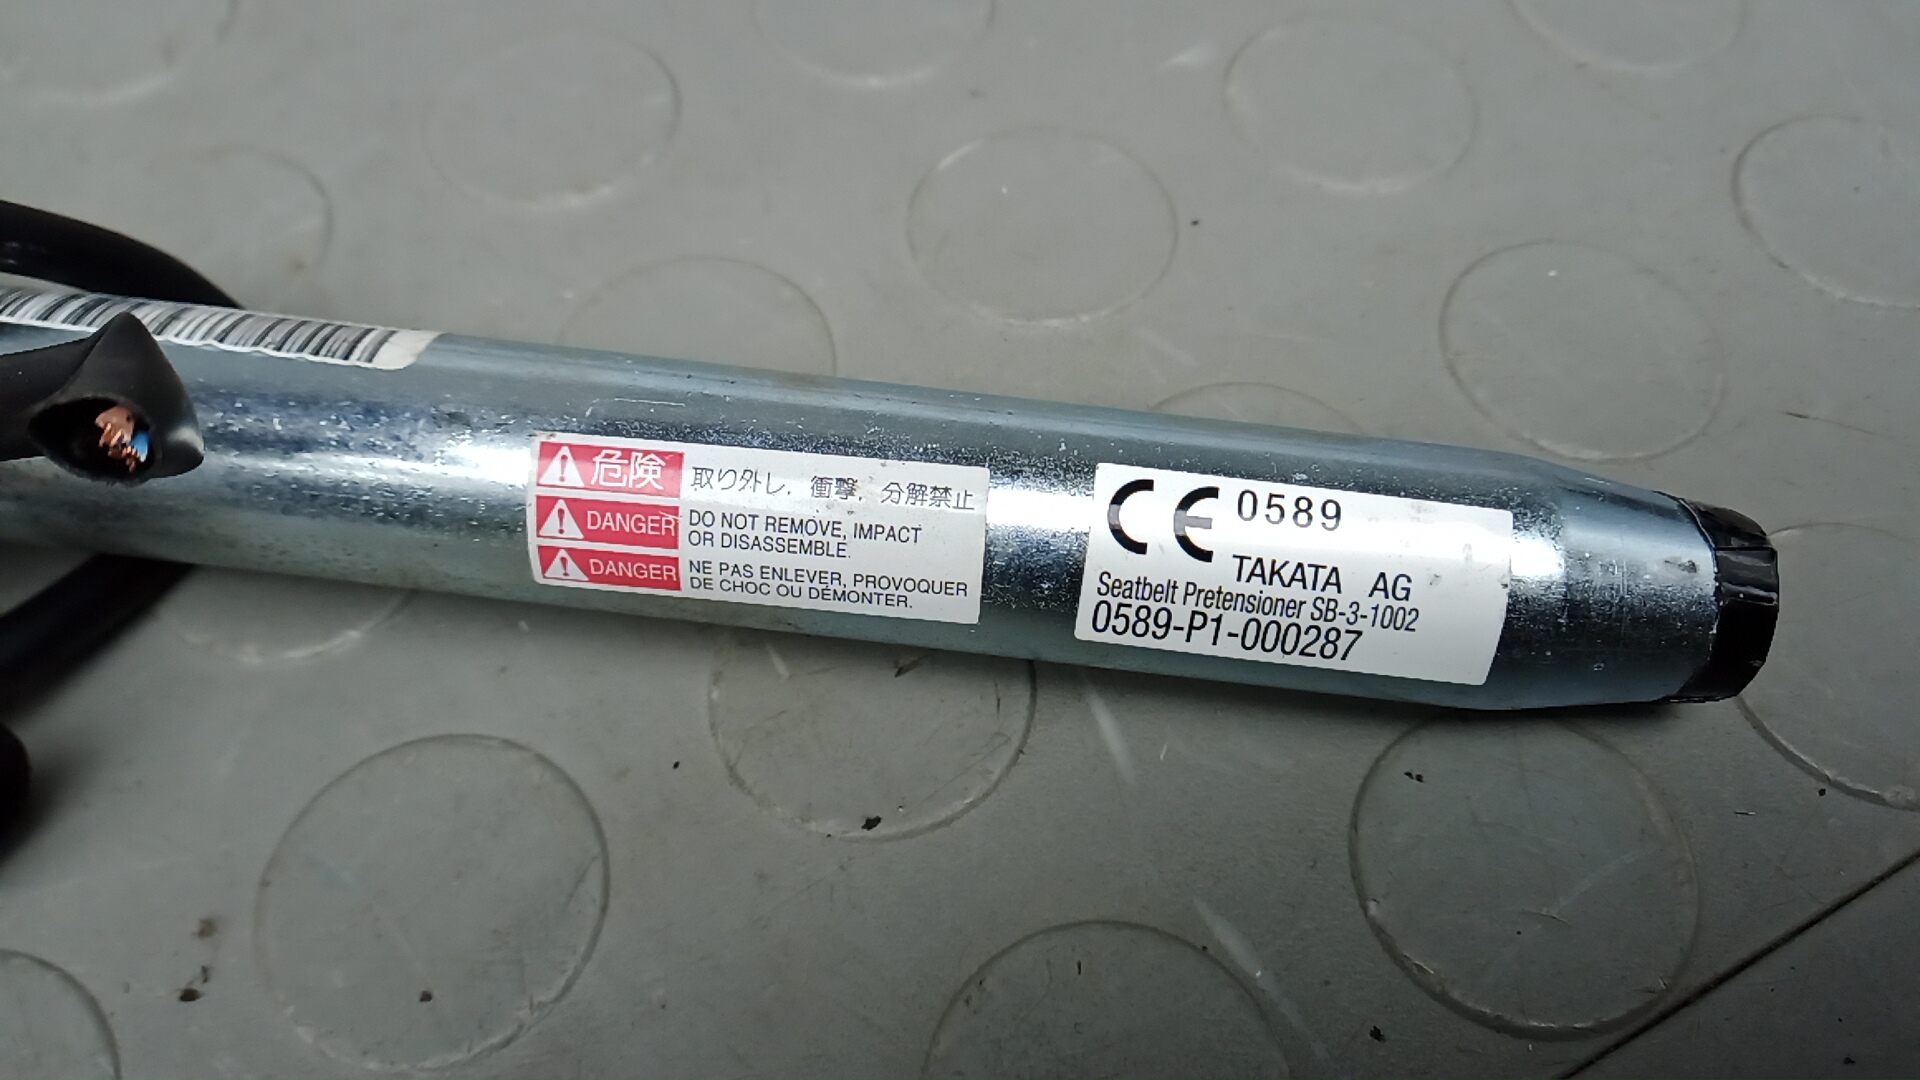 危険 取り外し，衝撃，分解禁止
DANGER DO NOT REMOVE, IMPACT
OR DISASSEMBLE.
DANGER NE PAS ENLEVER, PROVOQUER
DE CHOC OU DÉMONTER.
CE 0589
TAKATA AG
Seatbelt Pretensioner SB-3-1002
0589-P1-000287